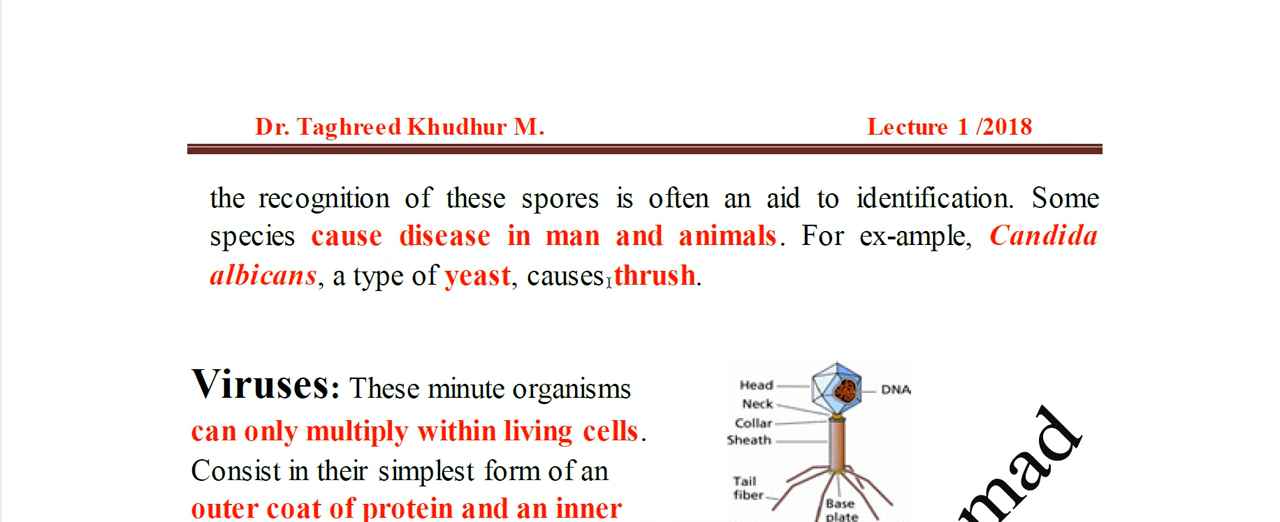 Dr. Taghreed Khudhur M. Lecture 1 /2018
the recognition of these spores is often an aid to identification. Some
species cause disease in man and animals. For ex-ample, Candida
albicans, a type of yeast, causes thrush.
Viruses: These minute organisms
can only multiply within living cells.
Consist in their simplest form of an
outer coat of protein and an inner
Head
DNA
Neck
Collar
Sheath
Tail
fiber
Base
plate
mad